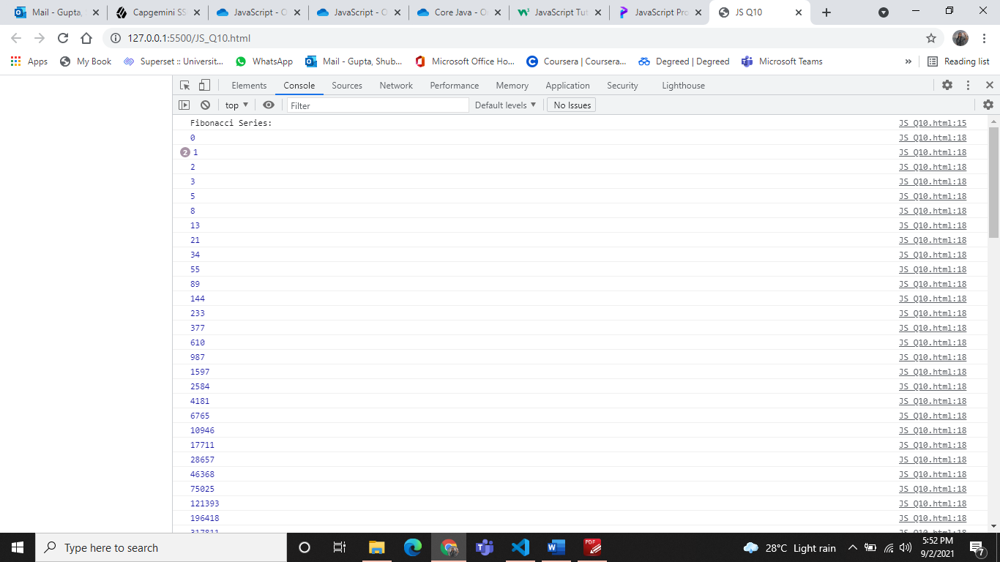 Mail - Gupta, Capgemini SS JavaScript - O JavaScript - O Core Java - O JavaScript Tut JavaScript Pro JS Q10
127.0.0.1:5500/JS_Q10.html
Apps My Book Superset :: Universit... WhatsApp Mail - Gupta, Shub... Microsoft Office Ho... Coursera | Coursera... Degreed | Degreed Microsoft Teams » Reading list
Elements Console Sources Network Performance Memory Application Security Lighthouse
top Filter Default levels No Issues
Fibonacci Series: JS_Q10.html:15
0 JS_Q10.html:18
2 1 JS_Q10.html:18
2 JS_Q10.html:18
3 JS_Q10.html:18
5 JS_Q10.html:18
8 JS_Q10.html:18
13 JS_Q10.html:18
21 JS_Q10.html:18
34 JS_Q10.html:18
55 JS_Q10.html:18
89 JS_Q10.html:18
144 JS_Q10.html:18
233 JS_Q10.html:18
377 JS_Q10.html:18
610 JS_Q10.html:18
987 JS_Q10.html:18
1597 JS_Q10.html:18
2584 JS_Q10.html:18
4181 JS_Q10.html:18
6765 JS_Q10.html:18
10946 JS_Q10.html:18
17711 JS_Q10.html:18
28657 JS_Q10.html:18
46368 JS_Q10.html:18
75025 JS_Q10.html:18
121393 JS_Q10.html:18
196418 JS_Q10.html:18
317811 JS_Q10.html:18
Type here to search PDF 28°C Light rain 5:52 PM
9/2/2021 7